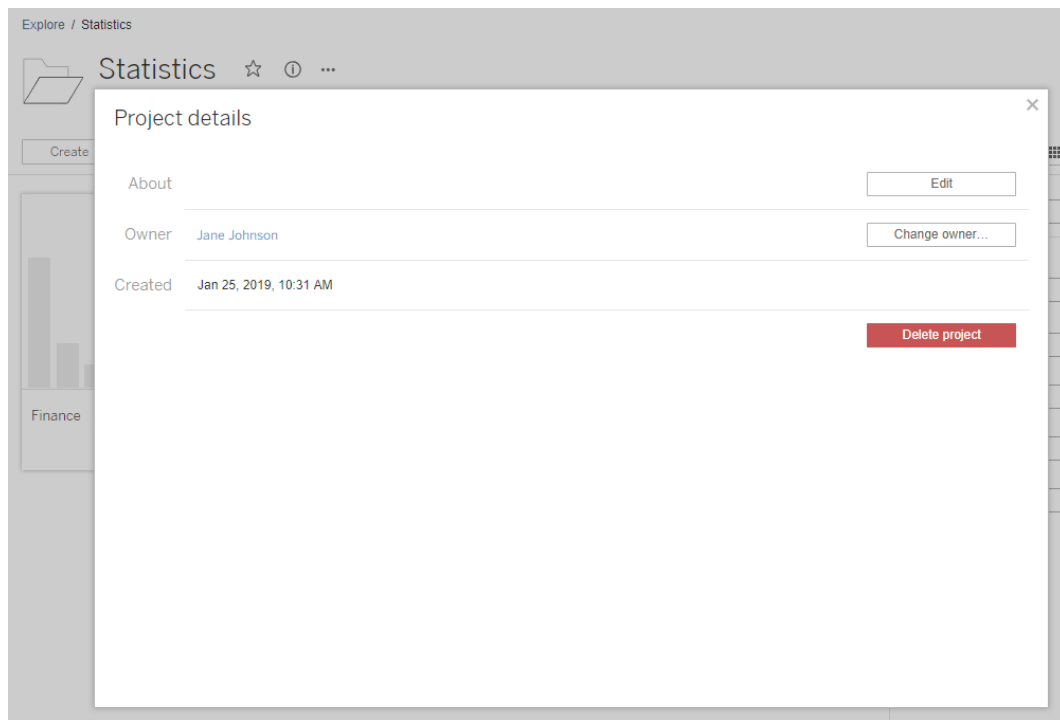 Explore / Statistics
Statistics
Project details
Create
About
Edit
Owner Jane Johnson
Change owner...
Created Jan 25, 2019, 10:31 AM
Delete project
Finance